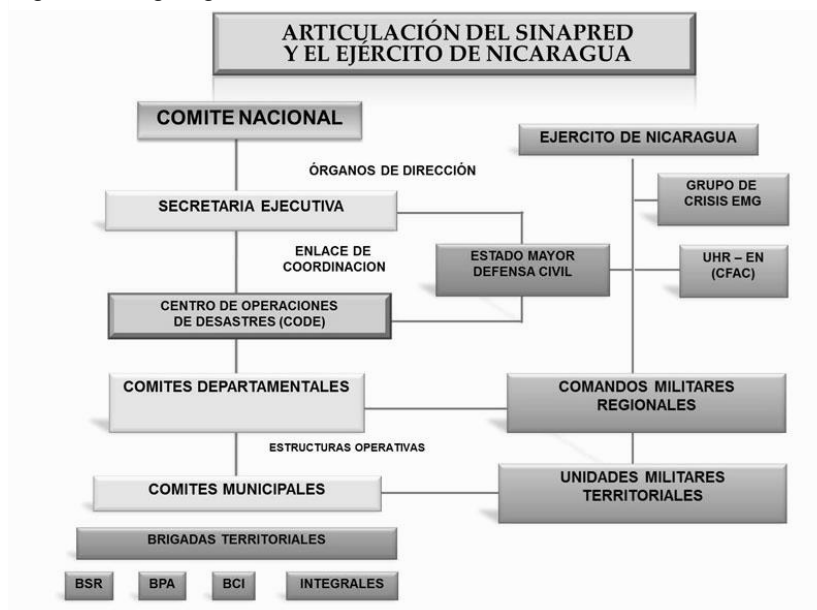 ARTICULACIÓN DEL SINAPRED
Y EL EJÉRCITO DE NICARAGUA
COMITE NACIONAL
EJERCITO DE NICARAGUA
ÓRGANOS DE DIRECCIÓN
GRUPO DE
CRISIS EMG
SECRETARIA EJECUTIVA
ENLACE DE
COORDINACION
ESTADO MAYOR
DEFENSA CIVIL
UHR – EN
(CFAC)
CENTRO DE OPERACIONES
DE DESASTRES (CODE)
COMITES DEPARTAMENTALES
COMANDOS MILITARES
REGIONALES
ESTRUCTURAS OPERATIVAS
COMITES MUNICIPALES
UNIDADES MILITARES
TERRITORIALES
BRIGADAS TERRITORIALES
BSR
BPA
BCI
INTEGRALES